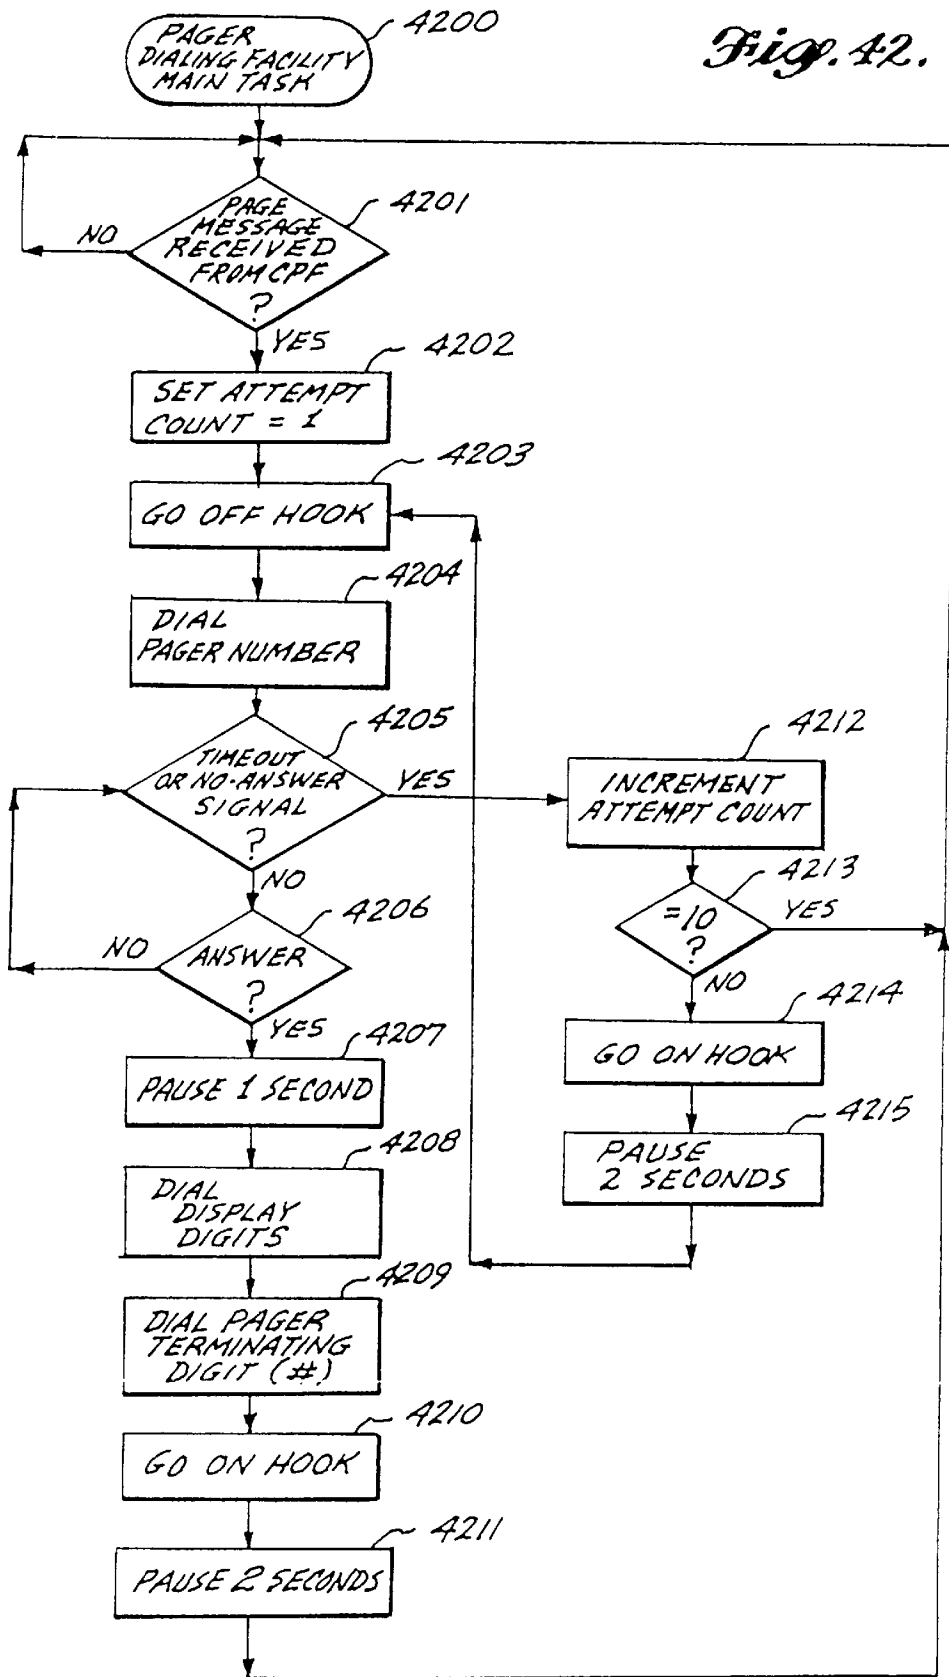 Fig. 42.
4200
PAGER
DIALING FACILITY
MAIN TASK
4201
PAGE
MESSAGE
RECEIVED
FROM CPF
?
NO
YES
4202
SET ATTEMPT
COUNT = 1
4203
GO OFF HOOK
4204
DIAL
PAGER NUMBER
4205
TIMEOUT
OR NO-ANSWER
SIGNAL
?
YES
NO
4206
ANSWER
?
NO
YES
4207
PAUSE 1 SECOND
4208
DIAL
DISPLAY
DIGITS
4209
DIAL PAGER
TERMINATING
DIGIT (#)
4210
GO ON HOOK
4211
PAUSE 2 SECONDS
4212
INCREMENT
ATTEMPT COUNT
4213
=10
?
YES
NO
4214
GO ON HOOK
4215
PAUSE
2 SECONDS